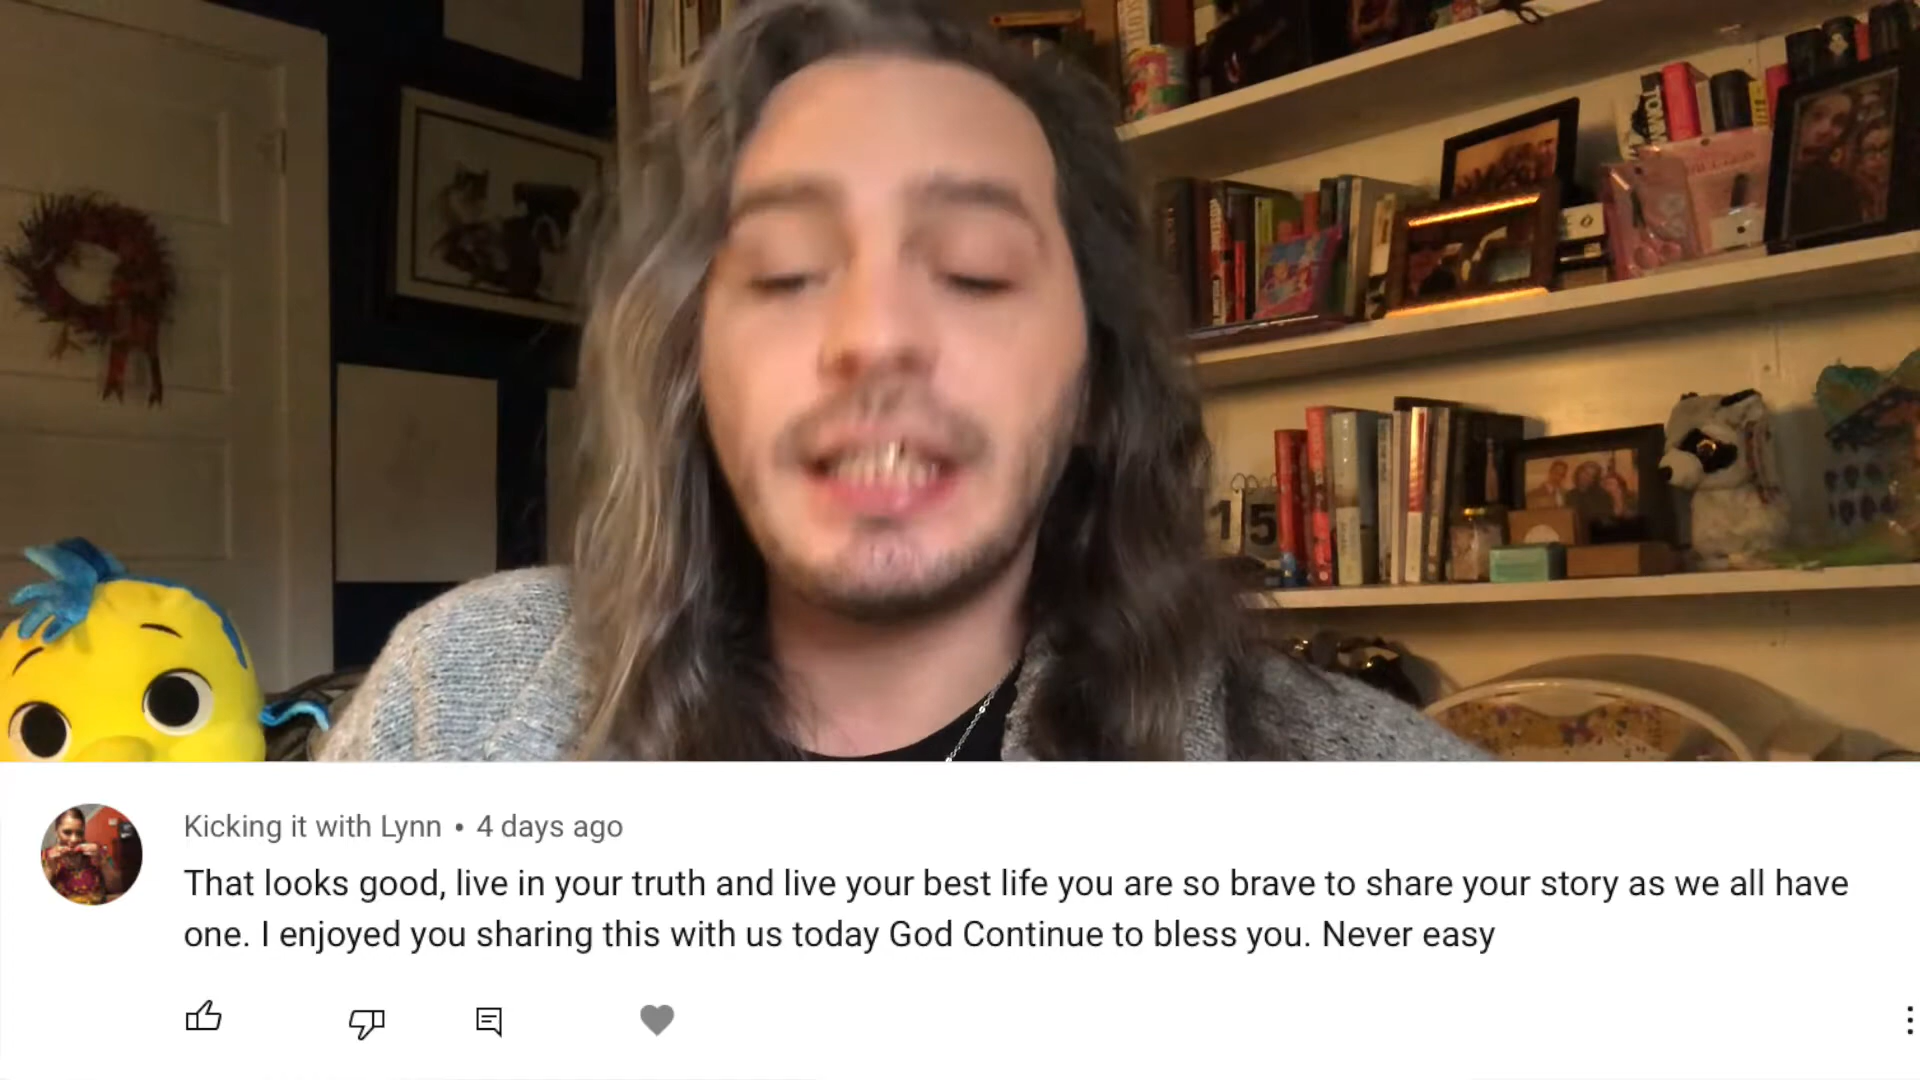 15
Kicking it with Lynn • 4 days ago
That looks good, live in your truth and live your best life you are so brave to share your story as we all have
one. I enjoyed you sharing this with us today God Continue to bless you. Never easy